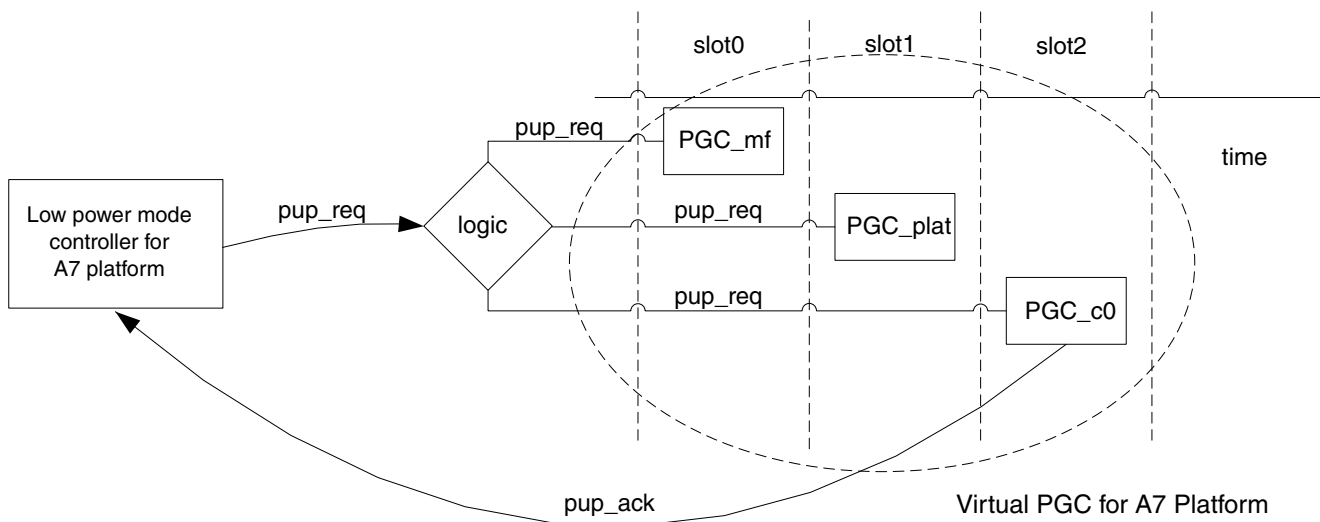 slot0
slot1
slot2
pup_req
PGC_mf
time
Low power mode
controller for
A7 platform
pup_req
logic
pup_req
PGC_plat
pup_req
PGC_c0
pup_ack
Virtual PGC for A7 Platform